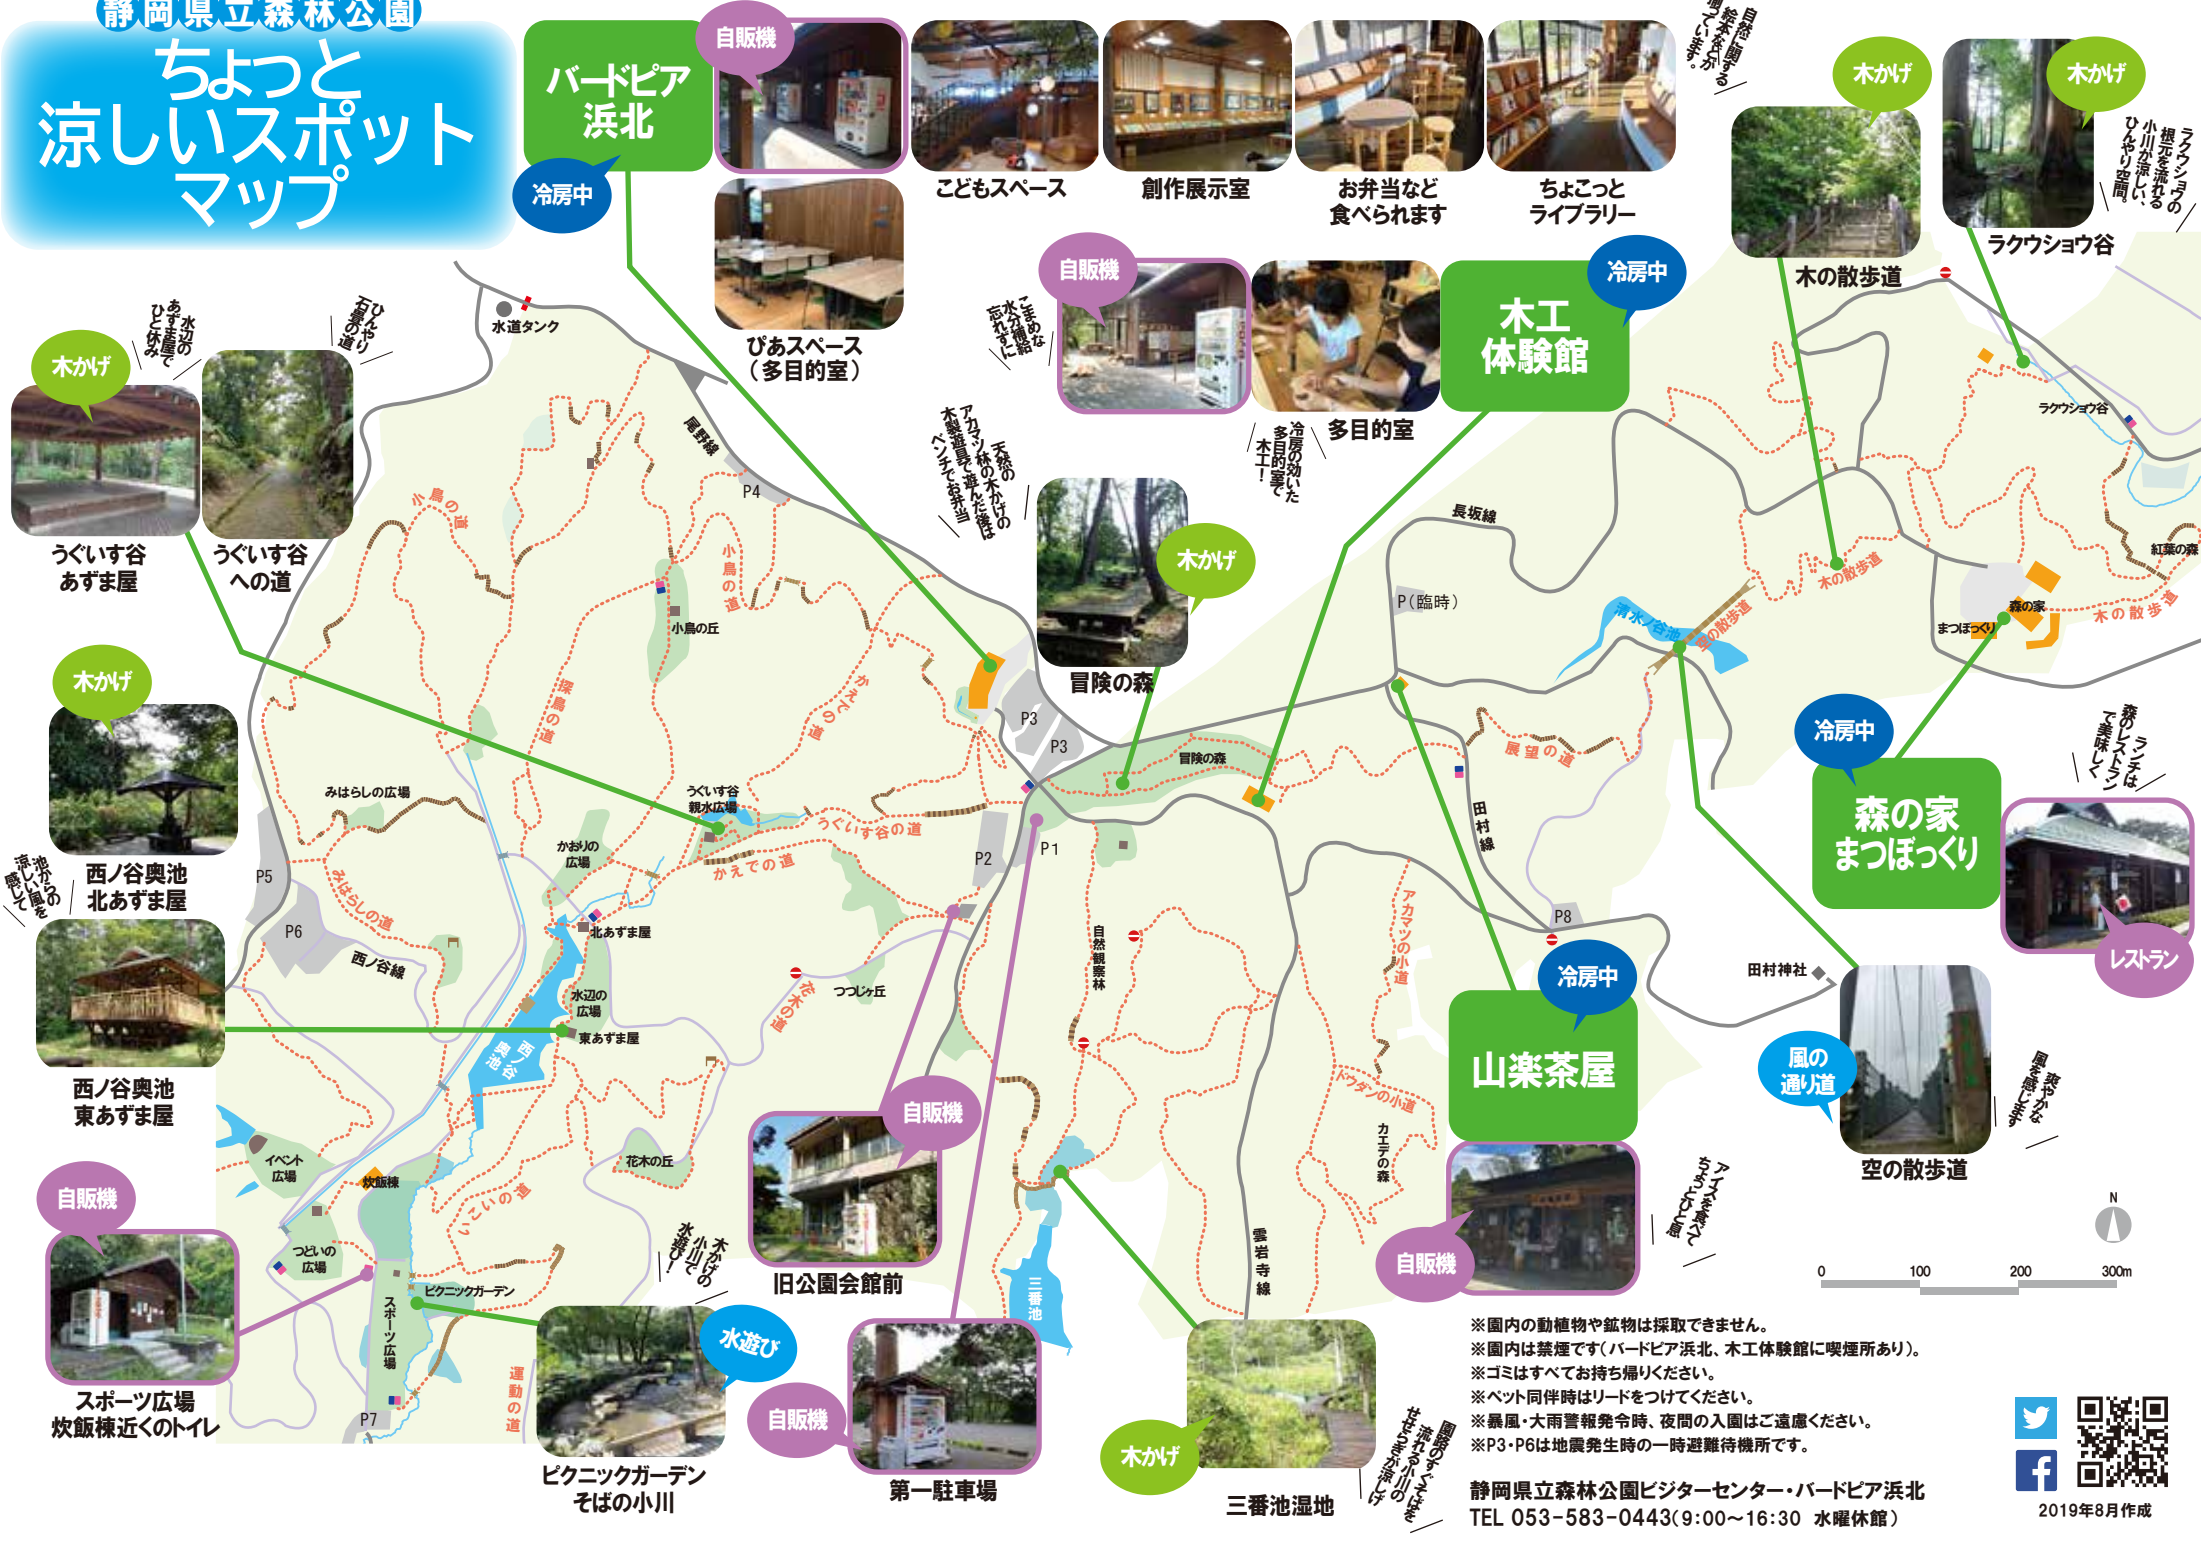 静岡県立森林公園
ちょっと
涼しいスポット
マップ
バードピア
浜北
冷房中
自販機
こどもスペース
創作展示室
お弁当など
食べられます
ちょこっと
ライブラリー
自然に関する
絵本などが
揃っています。
ぴあスペース
(多目的室)
木かげ
木の散歩道
木かげ
ラクウショウ谷
ラクウショウの
根元を流れる
小川が涼しい、
ひんやり空間。
自販機
こまめな
水分補給
忘れずに
多目的室
冷房の効いた
多目的室で
木工!
木工
体験館
冷房中
木かげ
水辺の
あずま屋で
ひと休み
うぐいす谷
あずま屋
ひんやり
石畳の道
うぐいす谷
への道
天然の
アカマツ林の木かげの
木製遊具で遊んだ後は
ベンチでお弁当
木かげ
冒険の森
木かげ
西ノ谷奥池
北あずま屋
池からの
涼しい風を
感じて
西ノ谷奥池
東あずま屋
自販機
スポーツ広場
炊飯棟近くのトイレ
木かげの
小川で
水遊び!
水遊び
ピクニックガーデン
そばの小川
自販機
旧公園会館前
自販機
第一駐車場
木かげ
三番池湿地
園路のすぐそばを
流れる小川の
せせらぎが涼しげ
冷房中
山楽茶屋
自販機
アイスを食べて
ちょっとひと息
風の
通り道
空の散歩道
爽やかな
風を感じます
冷房中
森の家
まつぼっくり
ランチは
森のレストラン
で美味しく
レストラン
水道タンク
尾野線
P4
小鳥の道
小鳥の道
小鳥の丘
探鳥の道
かえでの道
P3
P3
みはらしの広場
みはらしの道
P5
P6
西ノ谷線
かおりの
広場
うぐいす谷
親水広場
うぐいす谷の道
かえでの道
P2
P1
北あずま屋
水辺の
広場
東あずま屋
西ノ谷
奥池
花木の道
つつじヶ丘
花木の丘
イベント
広場
炊飯棟
いこいの道
つどいの
広場
ピクニックガーデン
スポーツ広場
P7
運動の道
冒険の森
自然観察林
三番池
雲岩寺線
アカマツの小道
ドウダンの小道
カエデの森
長坂線
P(臨時)
田村線
展望の道
P8
田村神社
清水ノ谷池
空の散歩道
木の散歩道
ラクウショウ谷
紅葉の森
木の散歩道
森の家
まつぼっくり
N
0 100 200 300m
※園内の動植物や鉱物は採取できません。
※園内は禁煙です(バードピア浜北、木工体験館に喫煙所あり)。
※ゴミはすべてお持ち帰りください。
※ペット同伴時はリードをつけてください。
※暴風・大雨警報発令時、夜間の入園はご遠慮ください。
※P3・P6は地震発生時の一時避難待機所です。
静岡県立森林公園ビジターセンター・バードピア浜北
TEL 053-583-0443(9:00〜16:30 水曜休館)
2019年8月作成